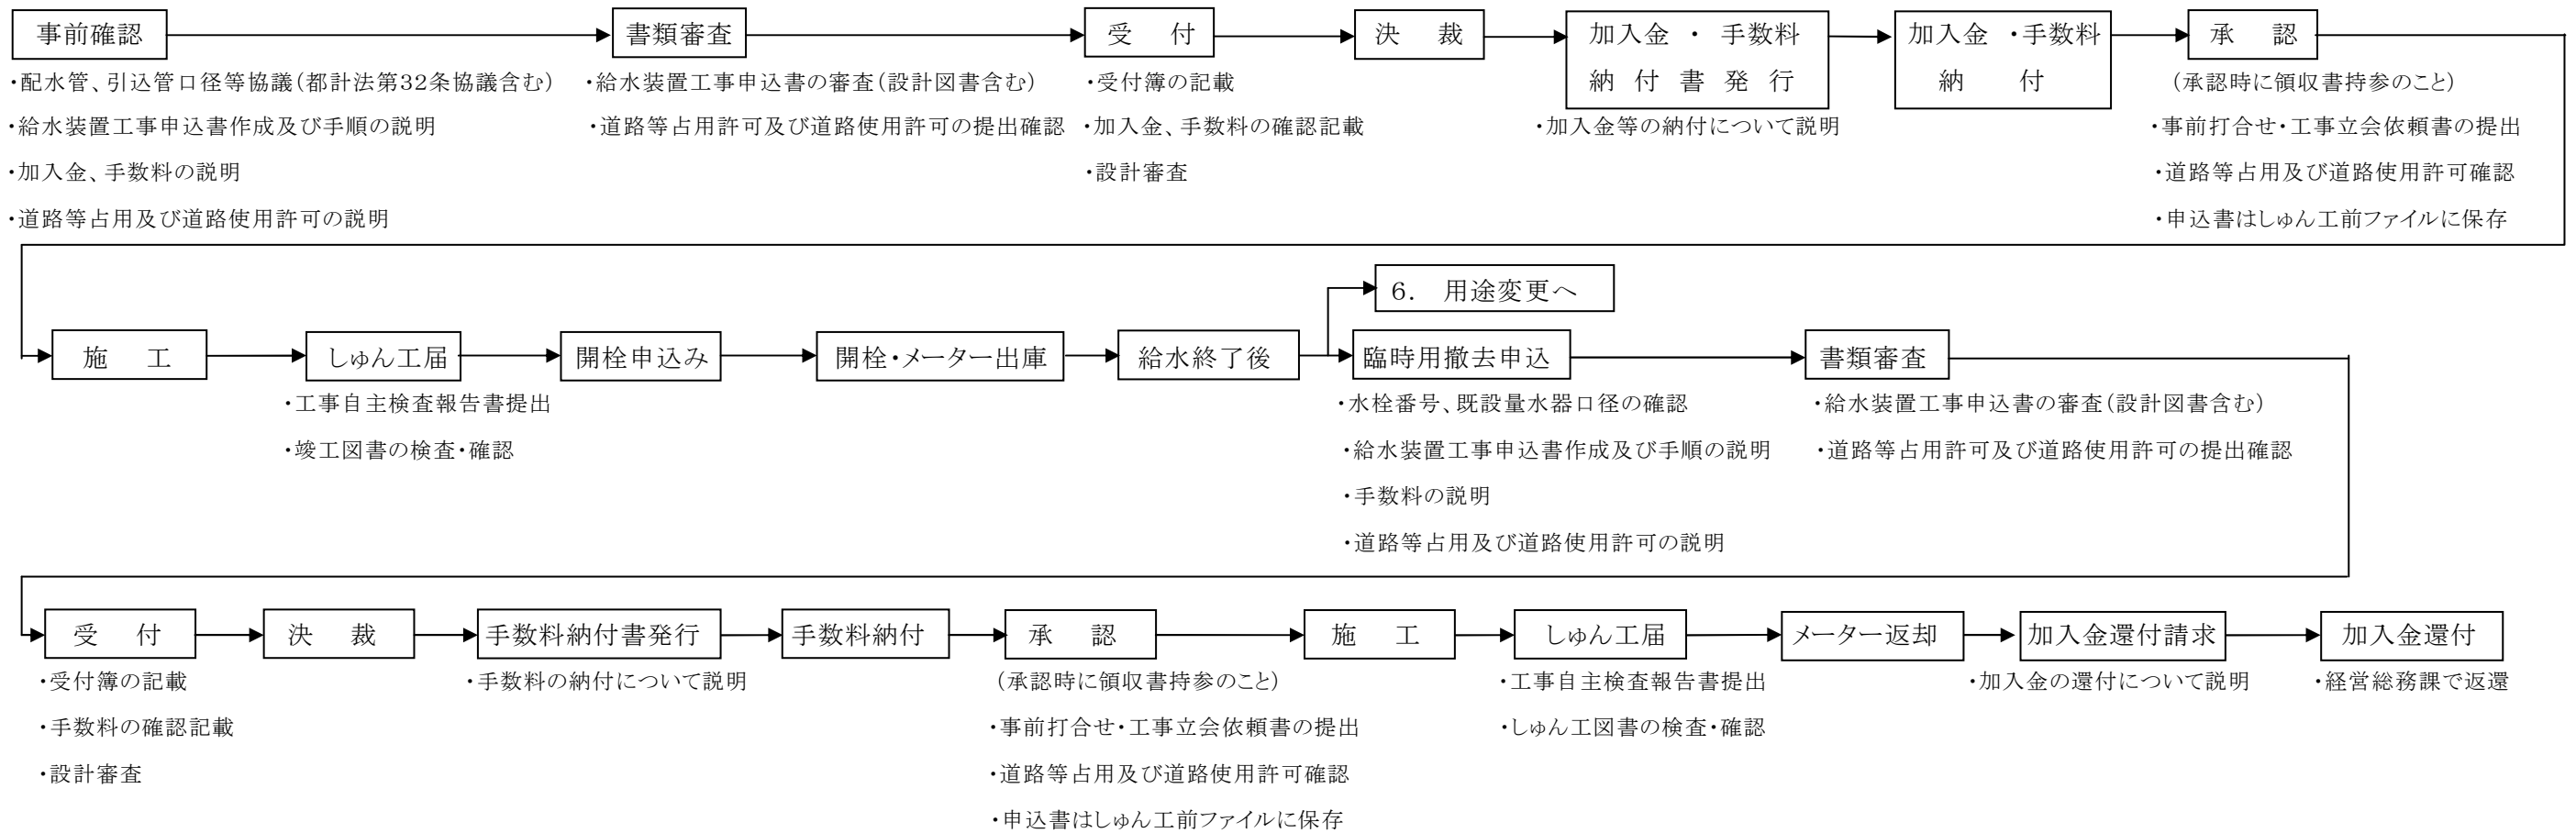 事前確認
書類審査
受　付
決　裁
加入金 ・ 手数料
納 付 書 発 行
加入金 ・手数料
納　　付
承　認
・配水管、引込管口径等協議(都計法第32条協議含む)
・給水装置工事申込書作成及び手順の説明
・加入金、手数料の説明
・道路等占用及び道路使用許可の説明
・給水装置工事申込書の審査(設計図書含む)
・道路等占用許可及び道路使用許可の提出確認
・受付簿の記載
・加入金、手数料の確認記載
・設計審査
・加入金等の納付について説明
(承認時に領収書持参のこと)
・事前打合せ・工事立会依頼書の提出
・道路等占用及び道路使用許可確認
・申込書はしゅん工前ファイルに保存
6.　用途変更へ
施　工
しゅん工届
開栓申込み
開栓・メーター出庫
給水終了後
臨時用撤去申込
書類審査
・工事自主検査報告書提出
・竣工図書の検査・確認
・水栓番号、既設量水器口径の確認
・給水装置工事申込書作成及び手順の説明
・手数料の説明
・道路等占用及び道路使用許可の説明
・給水装置工事申込書の審査(設計図書含む)
・道路等占用許可及び道路使用許可の提出確認
受　付
決　裁
手数料納付書発行
手数料納付
承　認
施　工
しゅん工届
メーター返却
加入金還付請求
加入金還付
・受付簿の記載
・手数料の確認記載
・設計審査
・手数料の納付について説明
(承認時に領収書持参のこと)
・事前打合せ・工事立会依頼書の提出
・道路等占用及び道路使用許可確認
・申込書はしゅん工前ファイルに保存
・工事自主検査報告書提出
・しゅん工図書の検査・確認
・加入金の還付について説明
・経営総務課で返還